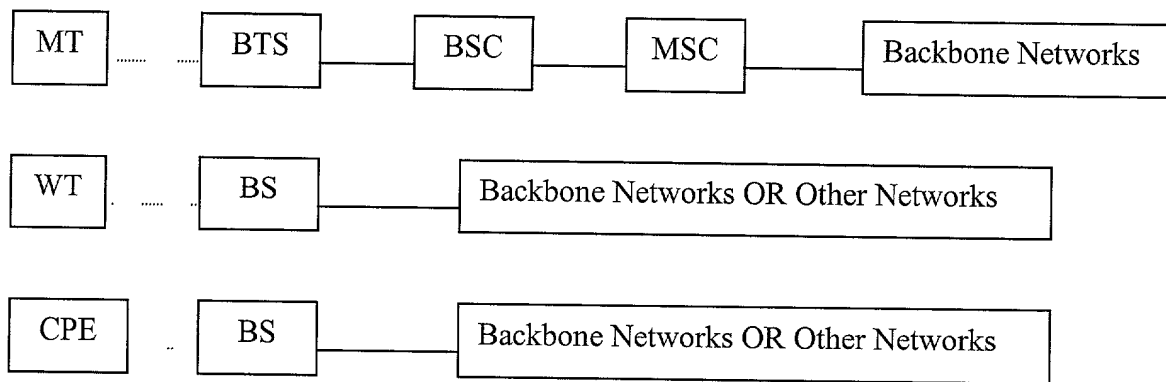 MT BTS BSC MSC Backbone Networks
WT BS Backbone Networks OR Other Networks
CPE BS Backbone Networks OR Other Networks